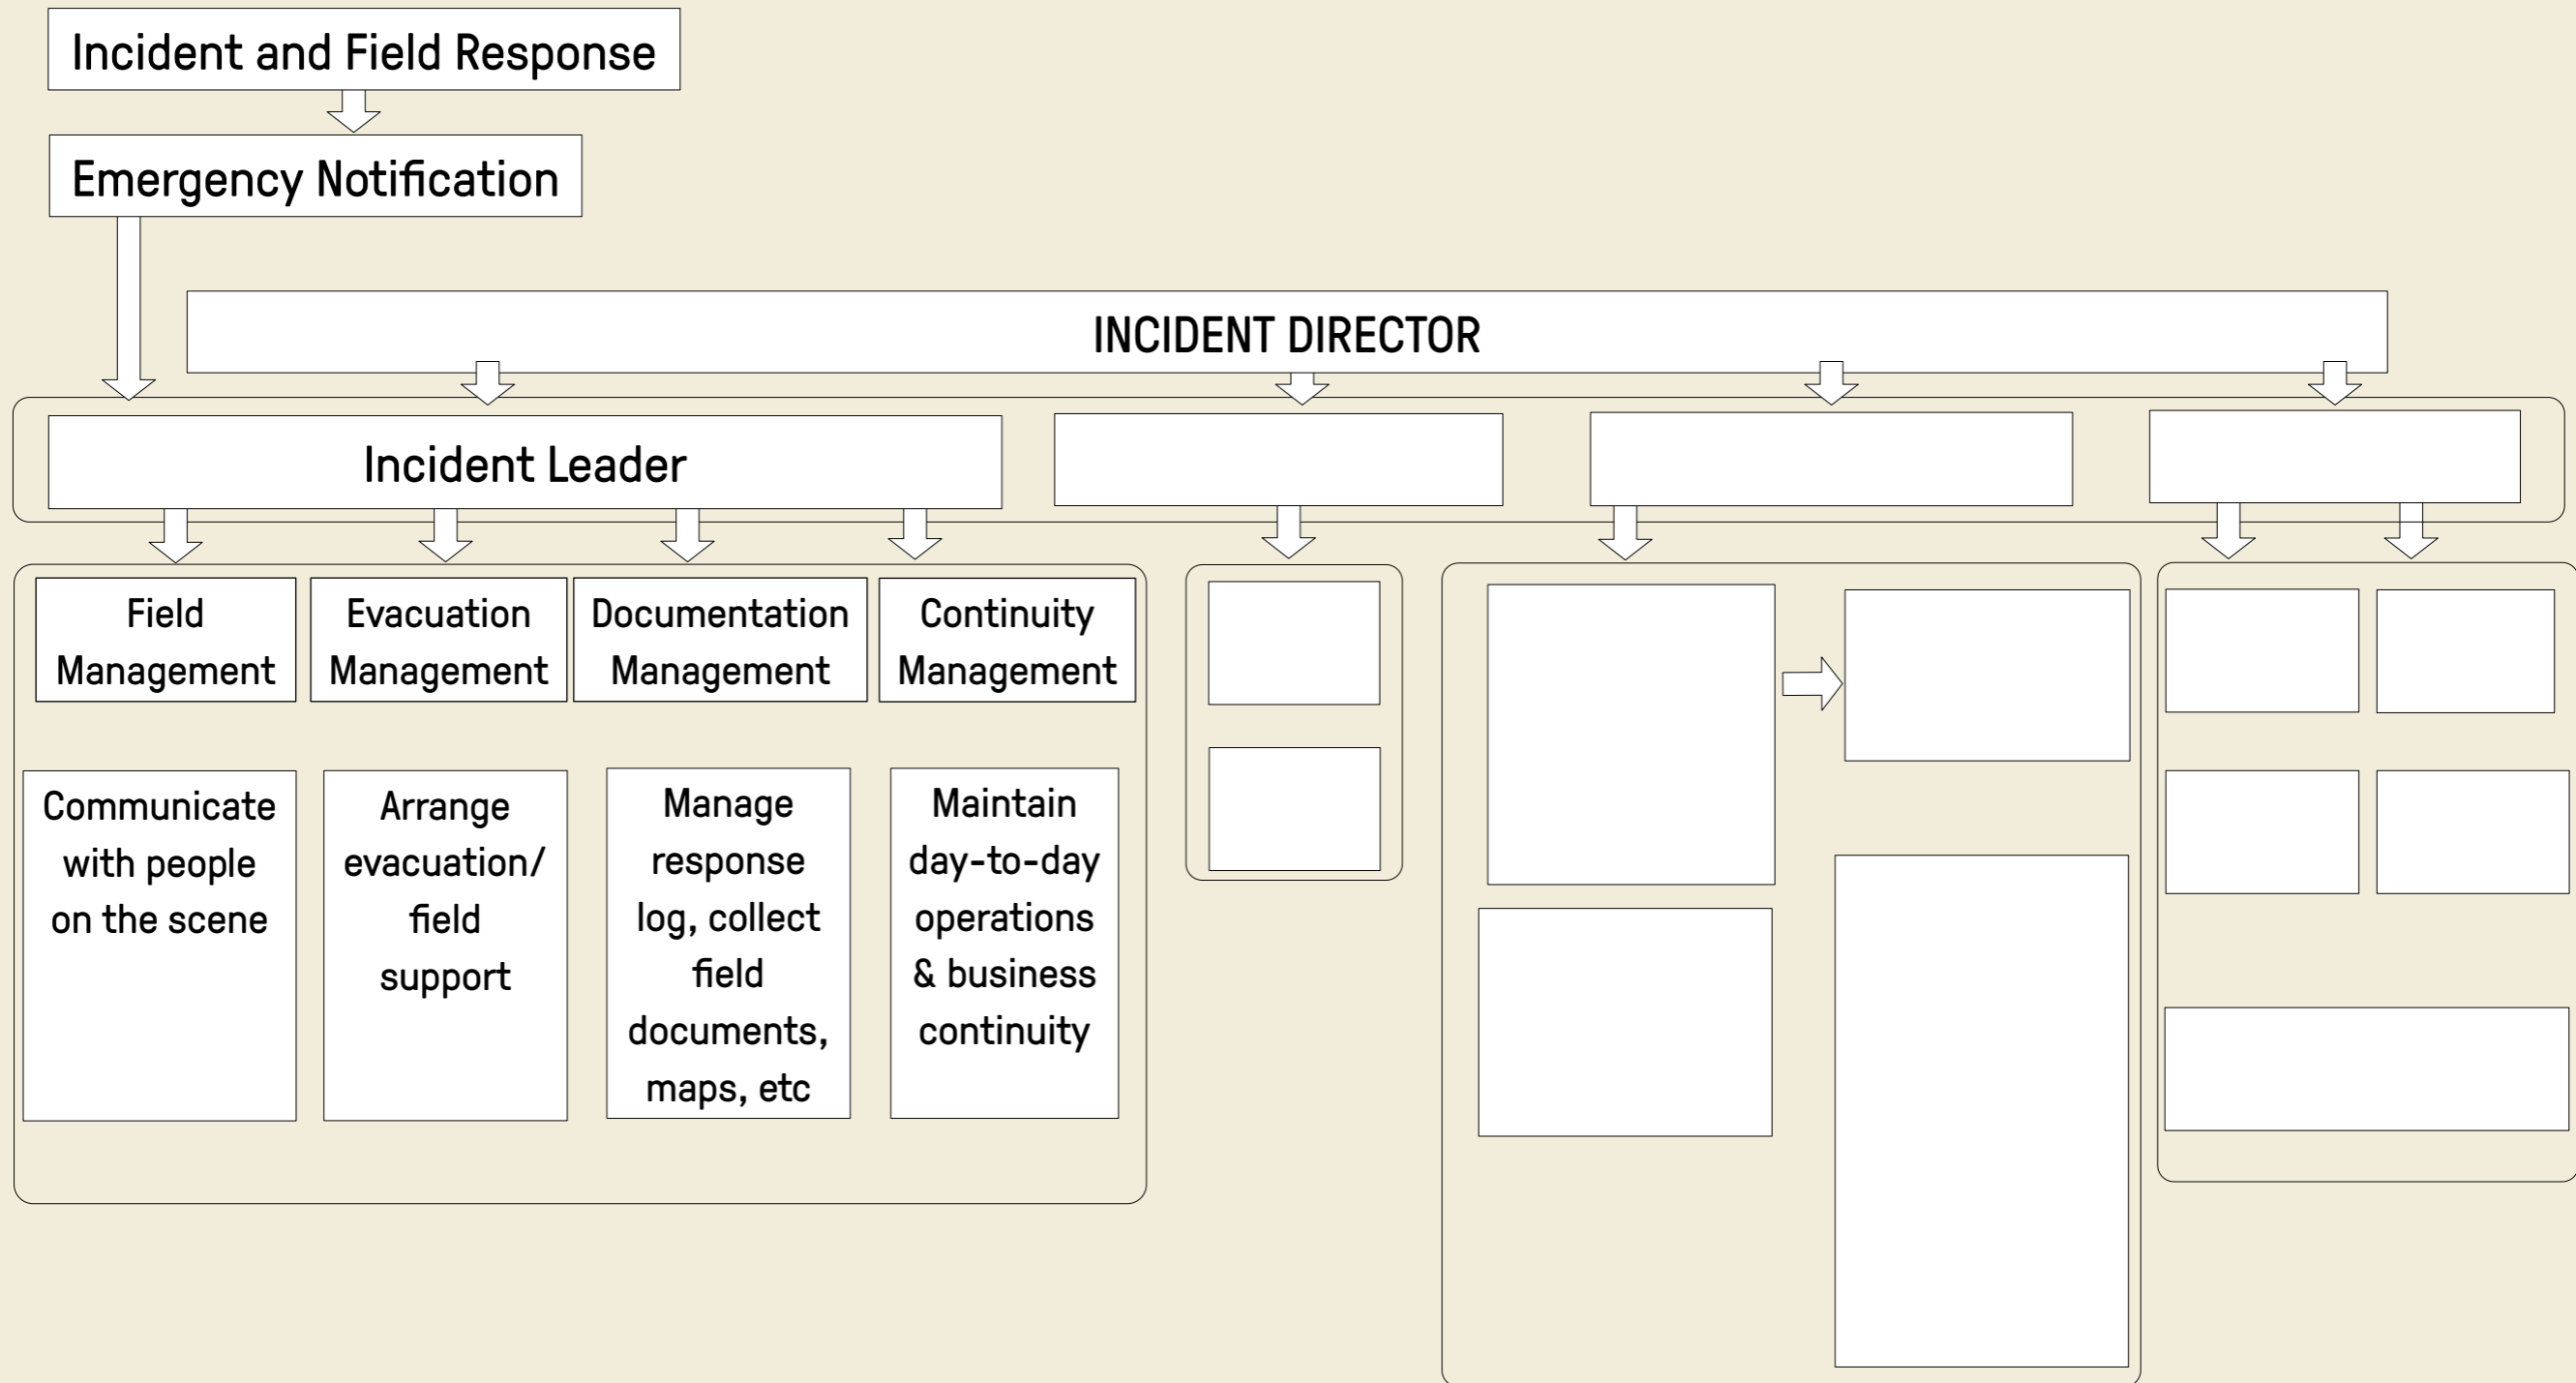 Incident and Field Response
Emergency Notification
INCIDENT DIRECTOR
Incident Leader
Field
Management
Evacuation
Management
Documentation
Management
Continuity
Management
Communicate
with people
on the scene
Arrange
evacuation/
field
support
Manage
response
log, collect
field
documents,
maps, etc
Maintain
day-to-day
operations
& business
continuity